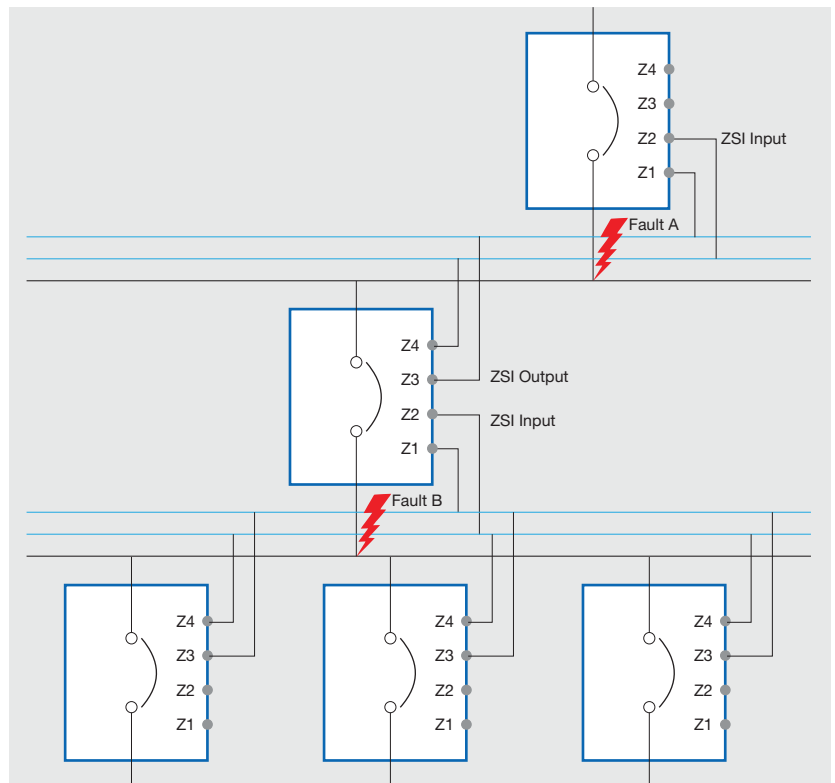 Z4
Z3
Z2 ZSI Input
Z1
Fault A
Z4
Z3 ZSI Output
Z2 ZSI Input
Z1
Fault B
Z4 Z4 Z4
Z3 Z3 Z3
Z2 Z2 Z2
Z1 Z1 Z1